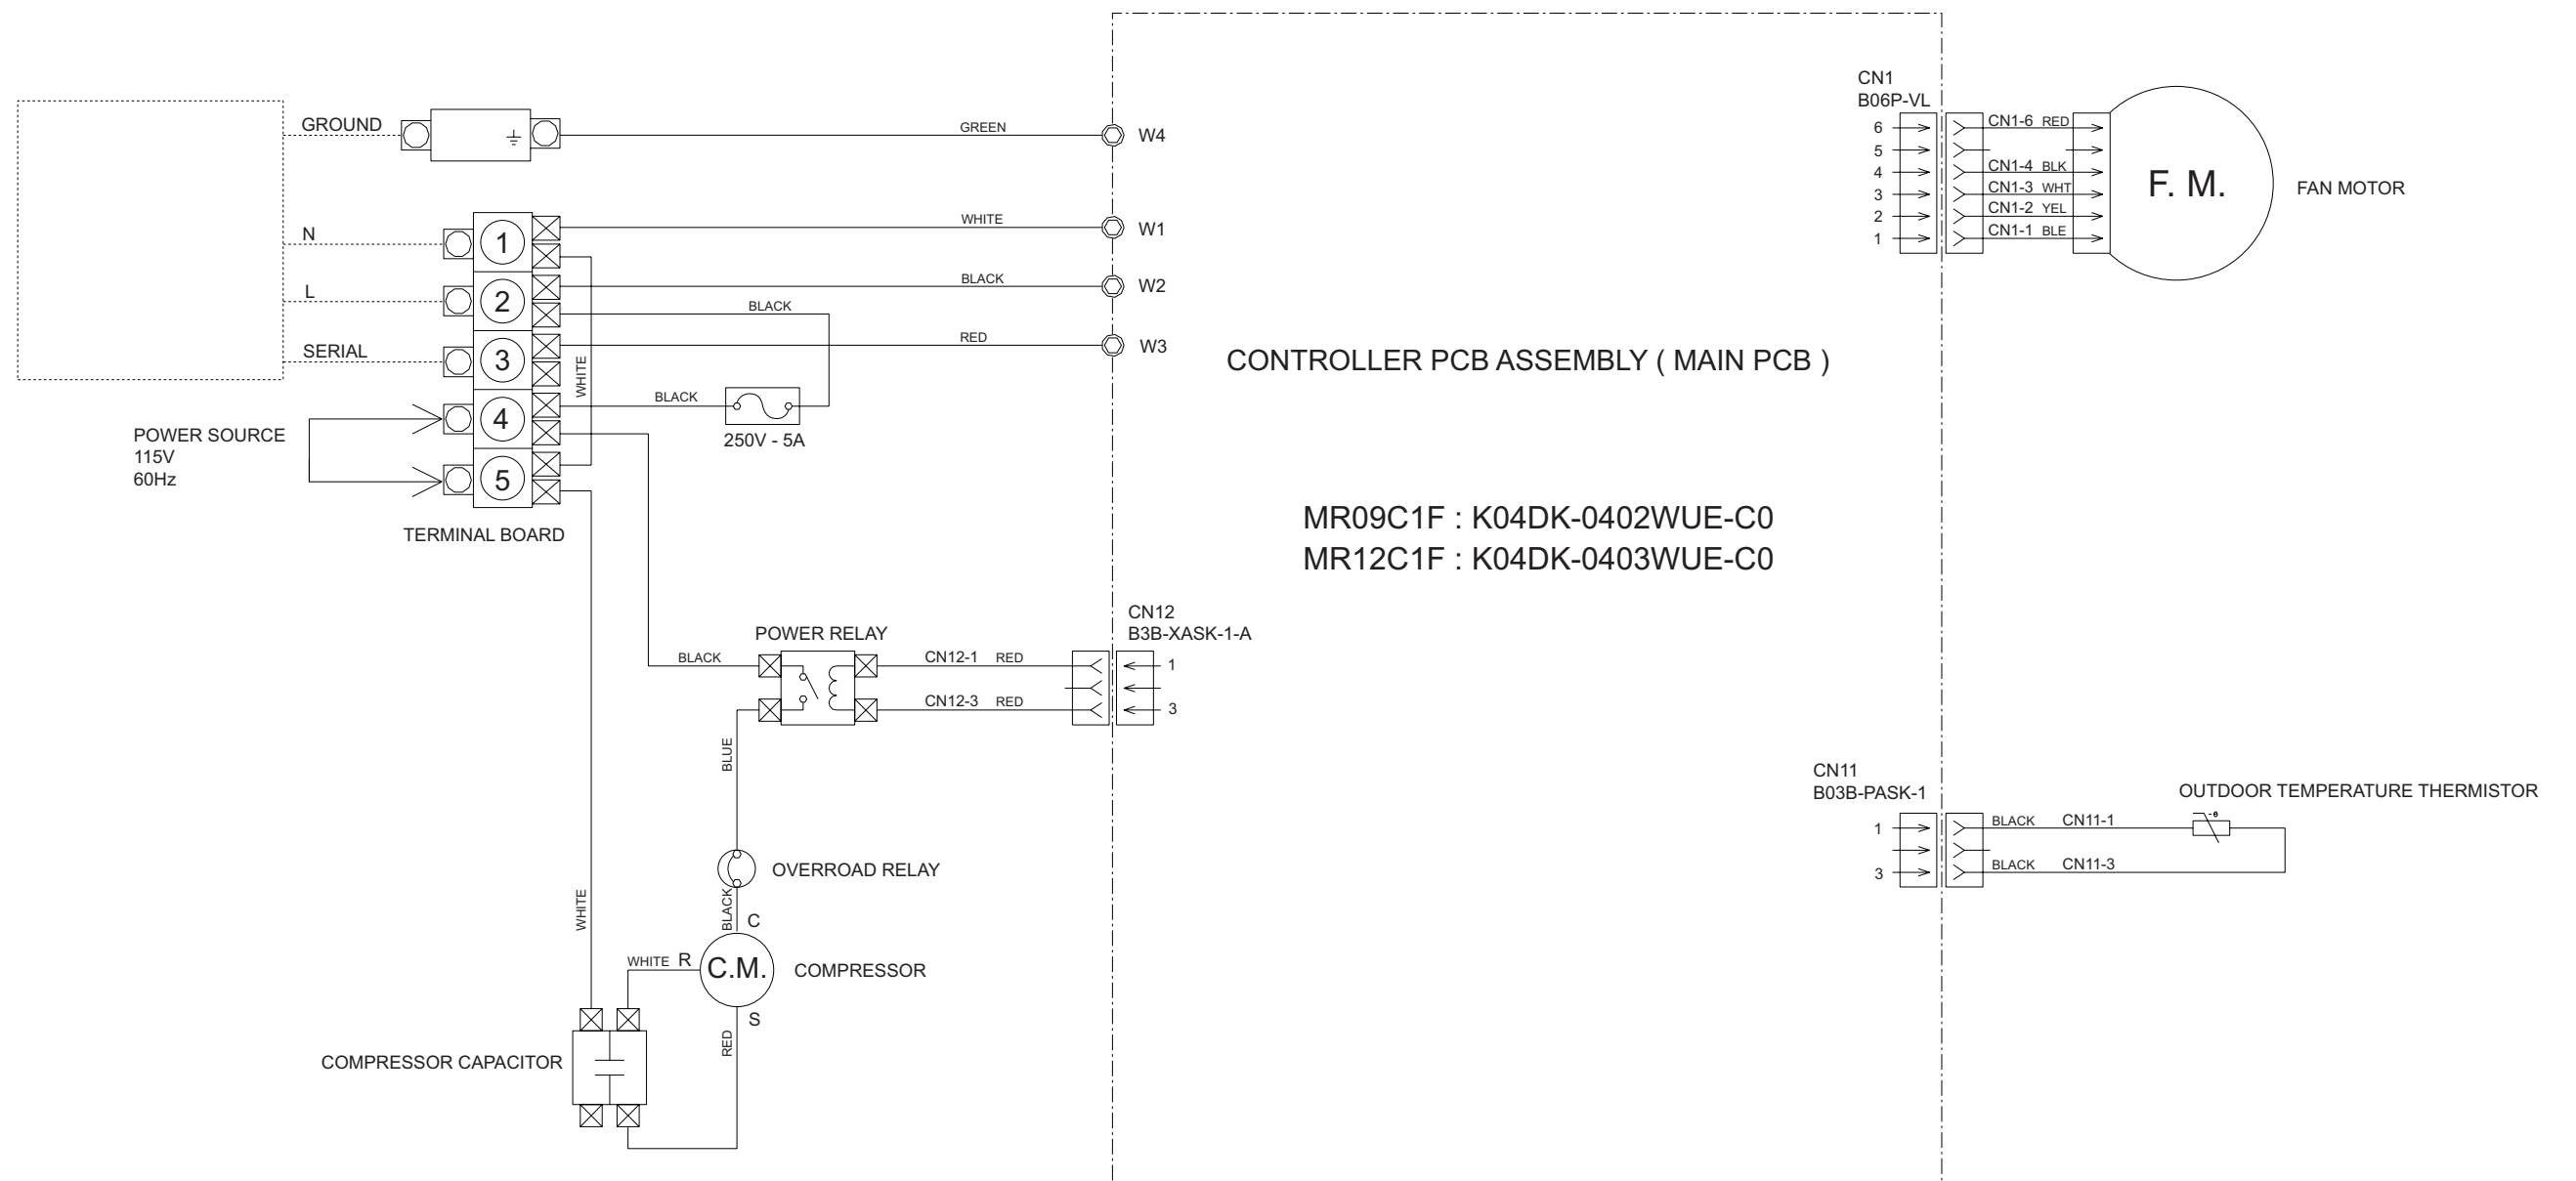 GROUND
N
L
SERIAL
POWER SOURCE
115V
60Hz
1
2
3
4
5
TERMINAL BOARD
GREEN
WHITE
BLACK
BLACK
RED
WHITE
BLACK
250V - 5A
W4
W1
W2
W3
CONTROLLER PCB ASSEMBLY ( MAIN PCB )
MR09C1F : K04DK-0402WUE-C0
MR12C1F : K04DK-0403WUE-C0
CN1
B06P-VL
6
5
4
3
2
1
CN1-6 RED
CN1-4 BLK
CN1-3 WHT
CN1-2 YEL
CN1-1 BLE
F. M.
FAN MOTOR
POWER RELAY
BLACK
CN12-1 RED
CN12-3 RED
CN12
B3B-XASK-1-A
1
3
BLUE
OVERROAD RELAY
BLACK
C
WHITE R
C.M.
COMPRESSOR
S
RED
WHITE
COMPRESSOR CAPACITOR
CN11
B03B-PASK-1
1
3
BLACK CN11-1
BLACK CN11-3
OUTDOOR TEMPERATURE THERMISTOR
-θ